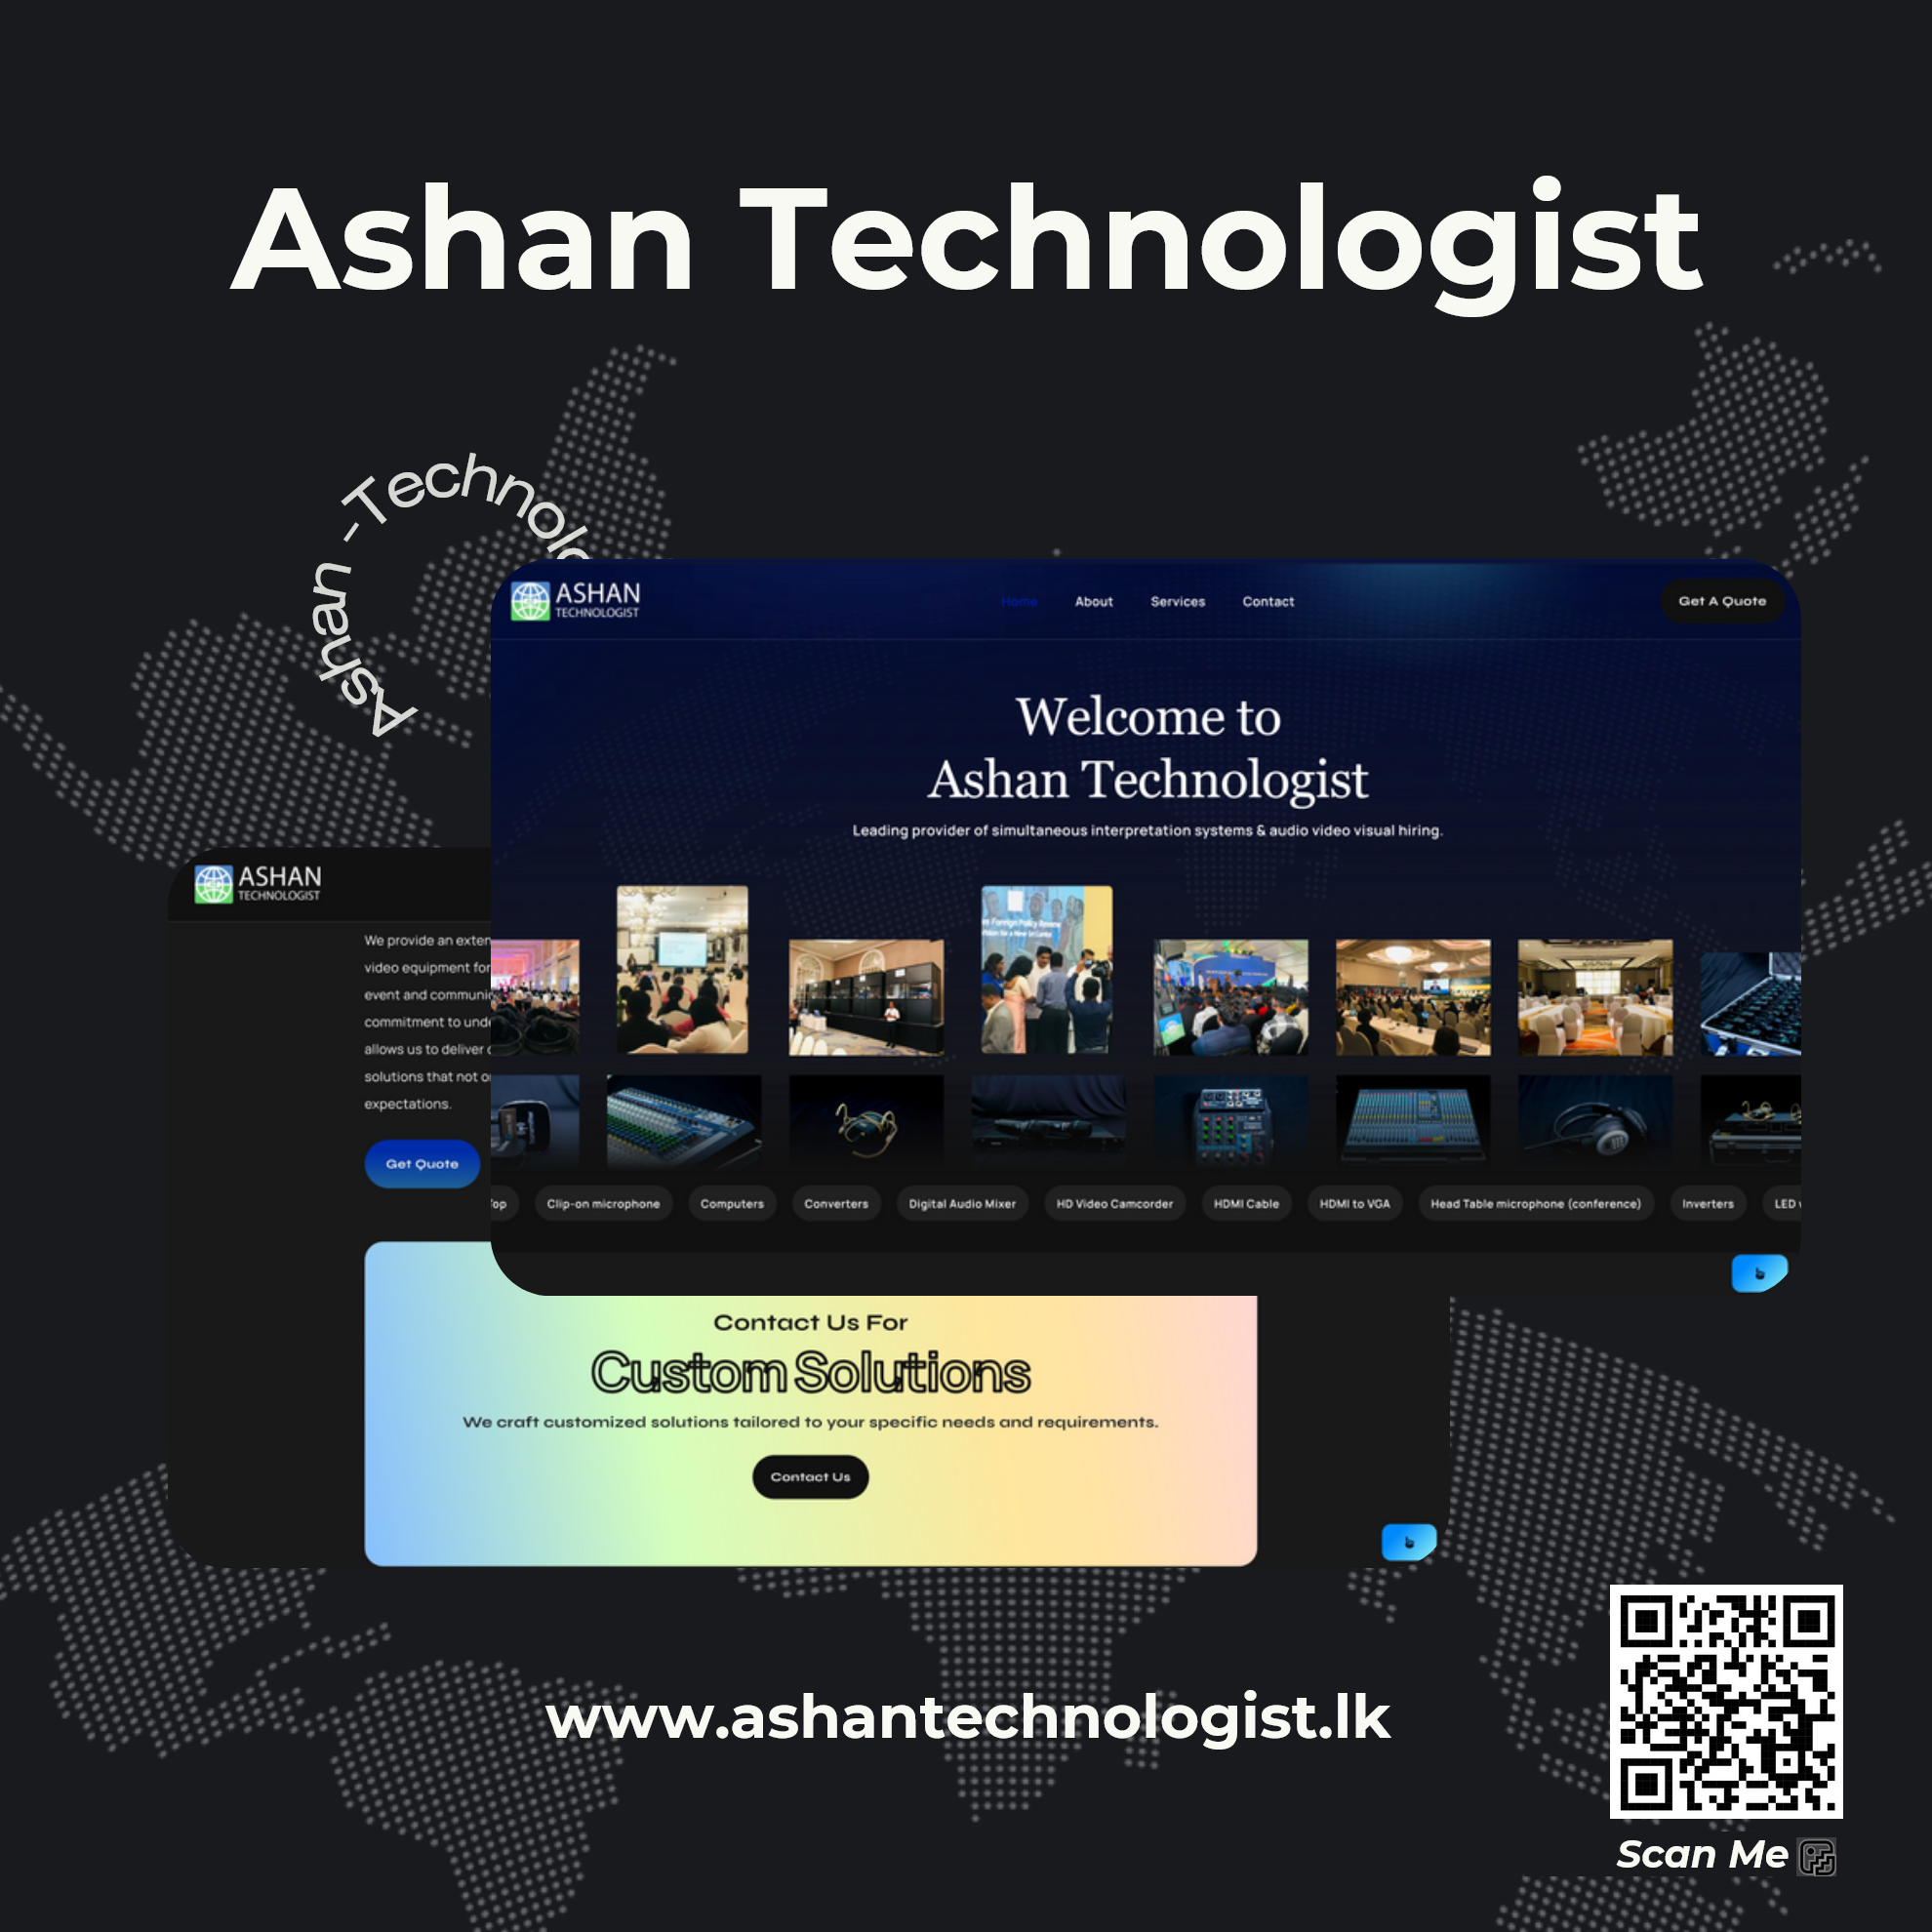 Ashan Technologist
Ashan - Technolo
ASHAN
TECHNOLOGIST
Home
About
Services
Contact
Get A Quote
Welcome to
Ashan Technologist
Leading provider of simultaneous interpretation systems & audio video visual hiring.
Clip-on microphone
Computers
Converters
Digital Audio Mixer
HD Video Camcorder
HDMI Cable
HDMI to VGA
Head Table microphone (conference)
Inverters
LED
ASHAN
TECHNOLOGIST
We provide an exten
video equipment for
event and communic
commitment to unde
allows us to deliver
solutions that not
expectations.
Get Quote
Contact Us For
Custom Solutions
We craft customized solutions tailored to your specific needs and requirements.
Contact Us
www.ashantechnologist.lk
Scan Me